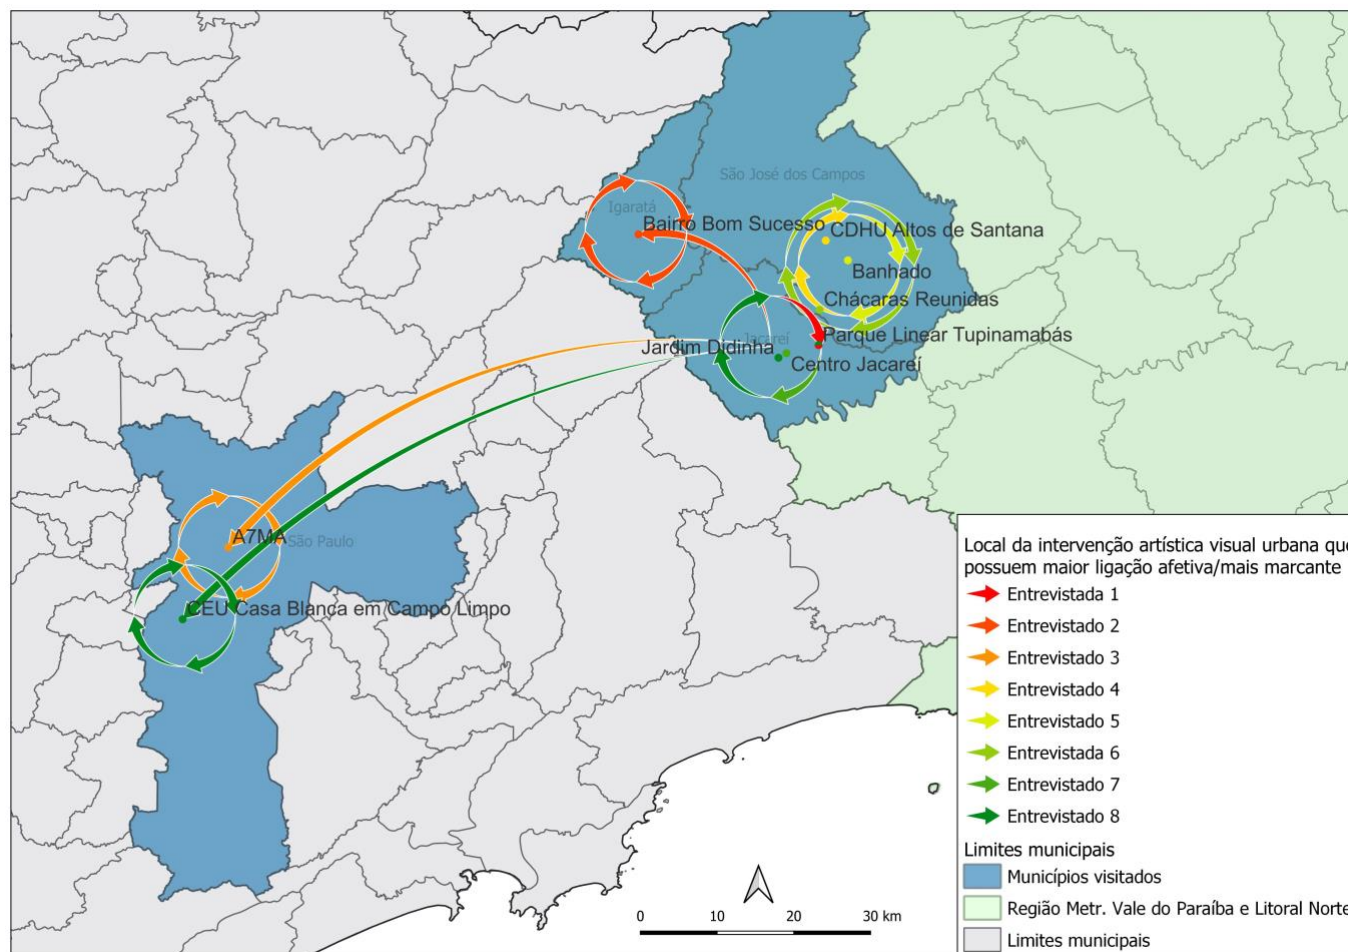 São José dos Campos
Igaratá
Bairro Bom Sucesso
CDHU Altos de Santana
Banhado
Chácaras Reunidas
Parque Linear Tupinamabás
Jacareí
Jardim Didinha
Centro Jacareí
A7MA
São Paulo
CEU Casa Blanca em Campo Limpo
Local da intervenção artística visual urbana que
possuem maior ligação afetiva/mais marcante
Entrevistada 1
Entrevistado 2
Entrevistado 3
Entrevistado 4
Entrevistado 5
Entrevistada 6
Entrevistado 7
Entrevistado 8
Limites municipais
Municípios visitados
Região Metr. Vale do Paraíba e Litoral Norte
Limites municipais
0 10 20 30 km